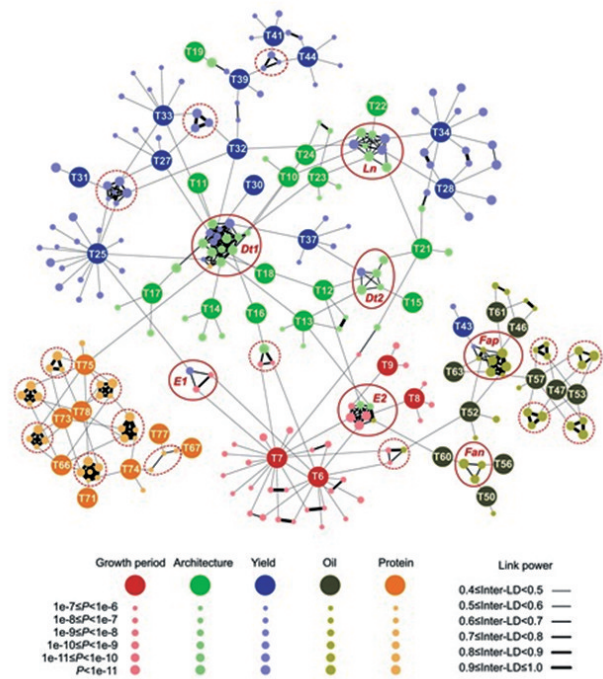 T41
T19
T44
T39
T33
T22
T34
T32
T24
T27
T31
T10
T23
Ln
T11
T30
T28
Dt1
T37
T21
T25
T18
T12
Dt2
T17
T14
T16
T15
T13
T61
T46
T43
Fap
T9
T75
T63
T57
E1
T47
T53
T8
E2
T78
T73
T52
T77
T67
T60
Fan
T56
T66
T74
T7
T6
T71
T50
Growth period Architecture Yield Oil Protein Link power
1e-7≤P<1e-6
1e-8≤P<1e-7
1e-9≤P<1e-8
1e-10≤P<1e-9
1e-11≤P<1e-10
P<1e-11
0.4≤Inter-LD<0.5
0.5≤Inter-LD<0.6
0.6≤Inter-LD<0.7
0.7≤Inter-LD<0.8
0.8≤Inter-LD<0.9
0.9≤Inter-LD≤1.0